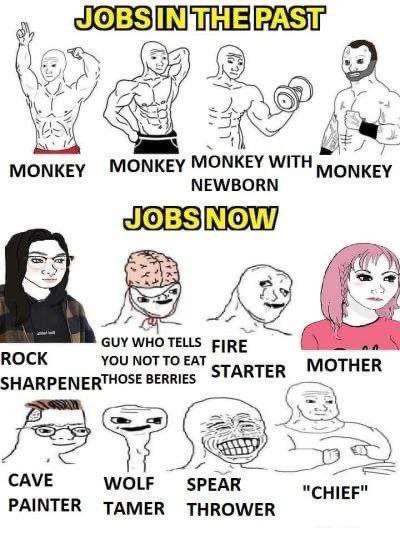 JOBS IN THE PAST
MONKEY
MONKEY
MONKEY WITH
NEWBORN
MONKEY
JOBS NOW
ROCK
SHARPENER
GUY WHO TELLS
YOU NOT TO EAT
THOSE BERRIES
FIRE
STARTER
MOTHER
CAVE
PAINTER
WOLF
TAMER
SPEAR
THROWER
"CHIEF"